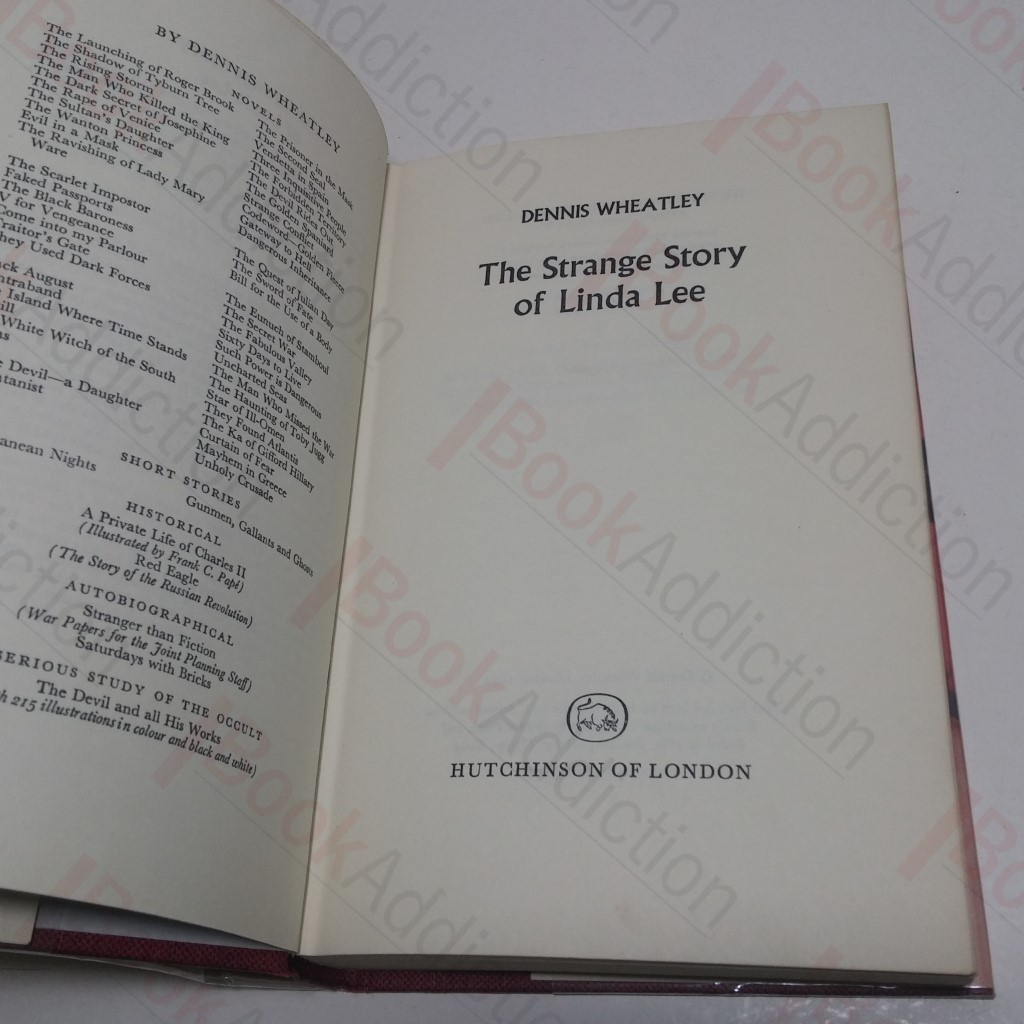 BY DENNIS WHEATLEY
NOVELS
The Launching of Roger Brook
The Shadow of Tyburn Tree
The Rising Storm
The Man Who Killed the King
The Dark Secret of Josephine
The Rape of Venice
The Sultan's Daughter
The Wanton Princess
Evil in a Mask
The Ravishing of Lady Mary
Ware
The Scarlet Impostor
Faked Passports
The Black Baroness
V for Vengeance
Come into my Parlour
Traitor's Gate
They Used Dark Forces
August
Island Where Time Stands
White Witch of the South
Devil—a Daughter
Nights
The Prisoner in the Mask
The Second Seal
Vendetta in Spain
Three Inquisitive People
The Forbidden Territory
The Devil Rides Out
The Golden Spaniard
Strange Conflict
Codeword—Golden Fleece
Gateway to Hell
Dangerous Inheritance
The Quest of Julian Day
The Sword of Fate
Bill for the Use of a Body
The Eunuch of Stamboul
The Secret War
The Fabulous Valley
Sixty Days to Live
Such Power is Dangerous
Uncharted Seas
The Man Who Missed the War
The Haunting of Toby Jugg
Star of Ill-Omen
They Found Atlantis
The Ka of Gifford Hillary
Curtain of Fear
Mayhem in Greece
Unholy Crusade
SHORT STORIES
Gunmen, Gallants and Ghosts
HISTORICAL
A Private Life of Charles II
(Illustrated by Frank C. Papé)
Red Eagle
(The Story of the Russian Revolution)
AUTOBIOGRAPHICAL
Stranger than Fiction
(War Papers for the Joint Planning Staff)
Saturdays with Bricks
SERIOUS STUDY OF THE OCCULT
The Devil and all His Works
215 illustrations in colour and black and white)
DENNIS WHEATLEY
The Strange Story
of Linda Lee
HUTCHINSON OF LONDON
BookAddiction